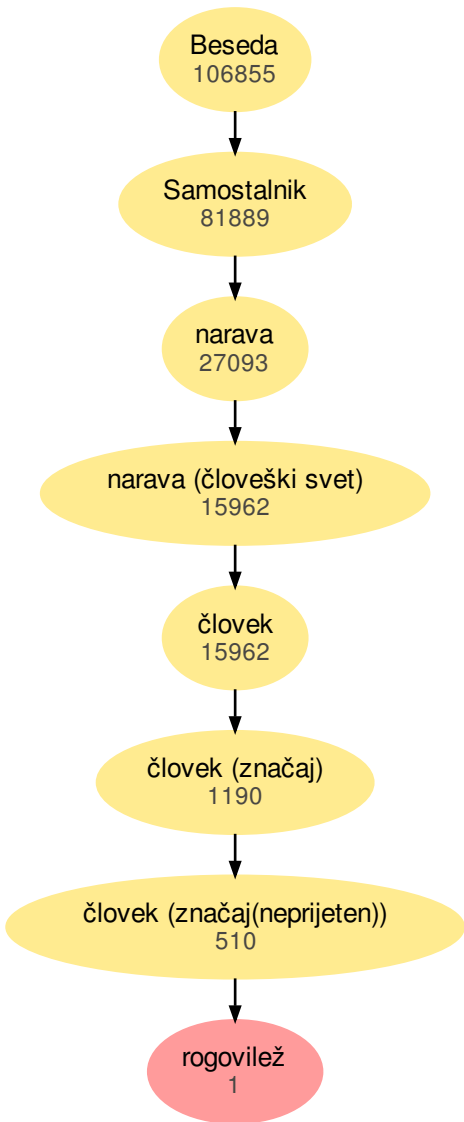 Beseda
106855
Samostalnik
81889
narava
27093
narava (človeški svet)
15962
človek
15962
človek (značaj)
1190
človek (značaj(neprijeten))
510
rogovilež
1